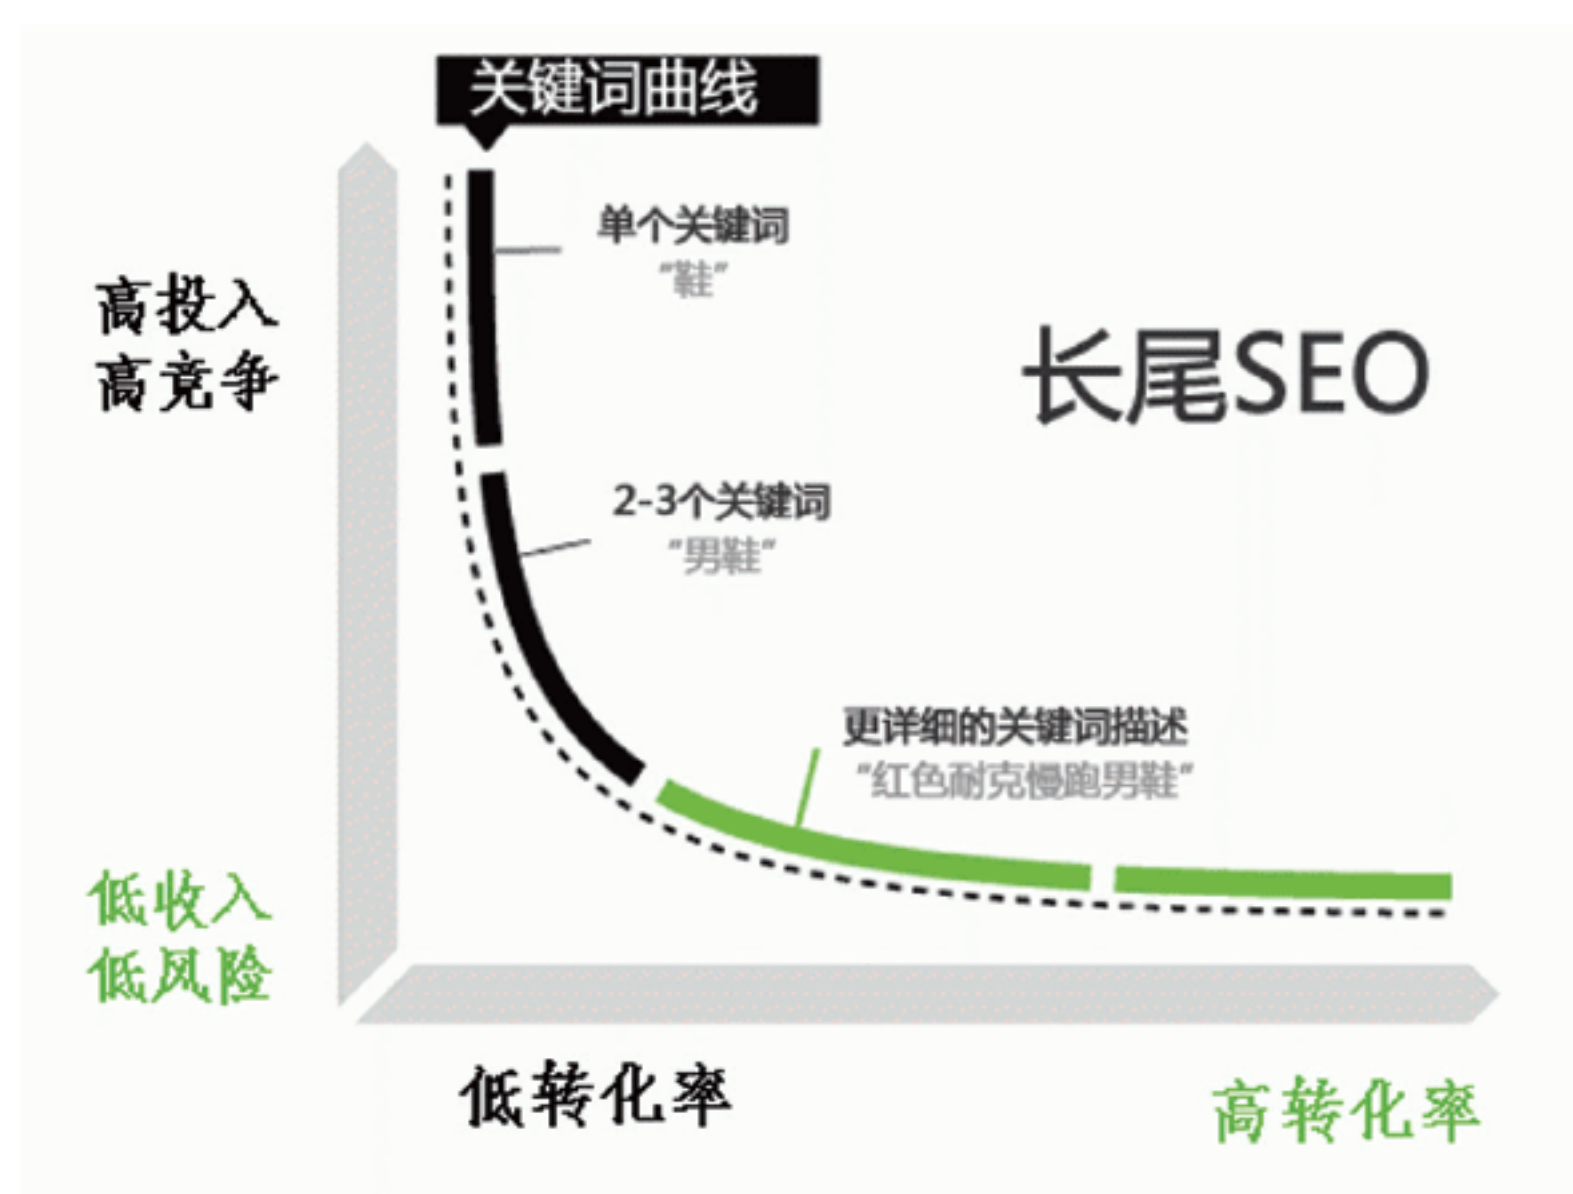 关键词曲线
单个关键词
“鞋”
高投入
高竞争
长尾SEO
2-3个关键词
“男鞋”
更详细的关键词描述
“红色耐克慢跑男鞋”
低收入
低风险
低转化率
高转化率